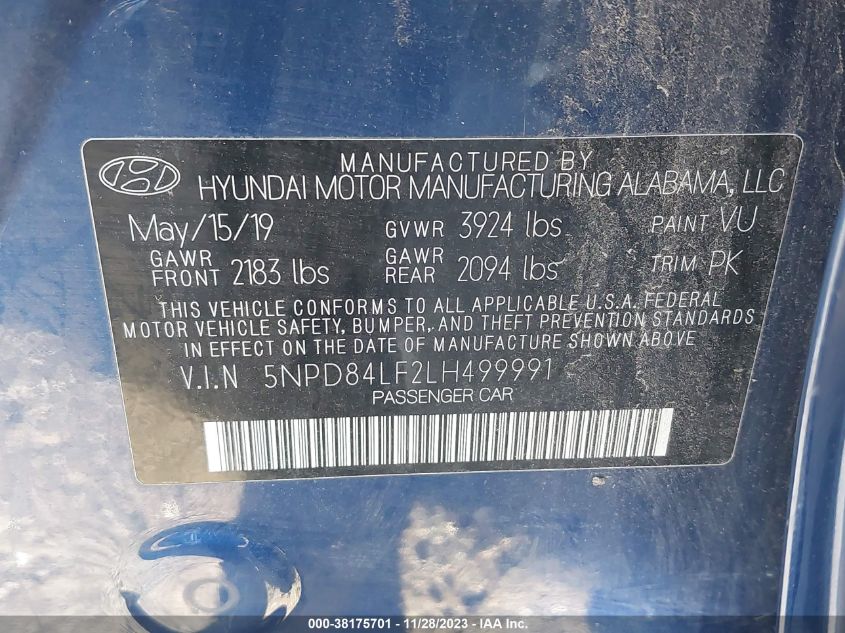 MANUFACTURED BY
HYUNDAI MOTOR MANUFACTURING ALABAMA, LLC
May/15/19 GVWR 3924 lbs PAINT VU
GAWR FRONT 2183 lbs GAWR REAR 2094 lbs TRIM PK
THIS VEHICLE CONFORMS TO ALL APPLICABLE U.S.A. FEDERAL
MOTOR VEHICLE SAFETY, BUMPER, AND THEFT PREVENTION STANDARDS
IN EFFECT ON THE DATE OF MANUFACTURE SHOWN ABOVE
V.I.N 5NPD84LF2LH499991
PASSENGER CAR
000-38175701 - 11/28/2023 - IAA Inc.